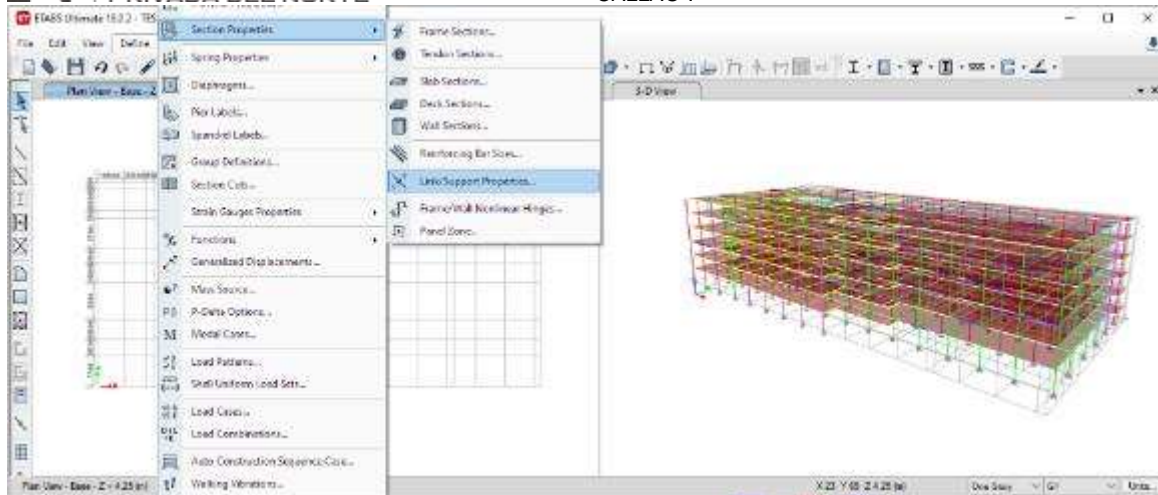 ETABS Ultimate 18.2.2 - TES
File Edit View Define
Section Properties
Spring Properties
Diaphragms...
Pier Labels...
Spandrel Labels...
Group Definitions...
Section Cuts...
Strain Gauges Properties
Functions
Generalized Displacements...
Mass Source...
P-Delta Options...
Modal Cases...
Load Patterns...
Shell Uniform Load Sets...
Load Cases...
Load Combinations...
Auto Construction Sequence Case...
Walking Vibrations...
Frame Sections...
Tendon Sections...
Slab Sections...
Deck Sections...
Wall Sections...
Reinforcing Bar Sizes...
Link/Support Properties...
Frame/Wall Nonlinear Hinges...
Panel Zone...
Plan View - Base - Z
3-D View
Plan View - Base - Z = 4.25 (m)
One Story
Units...